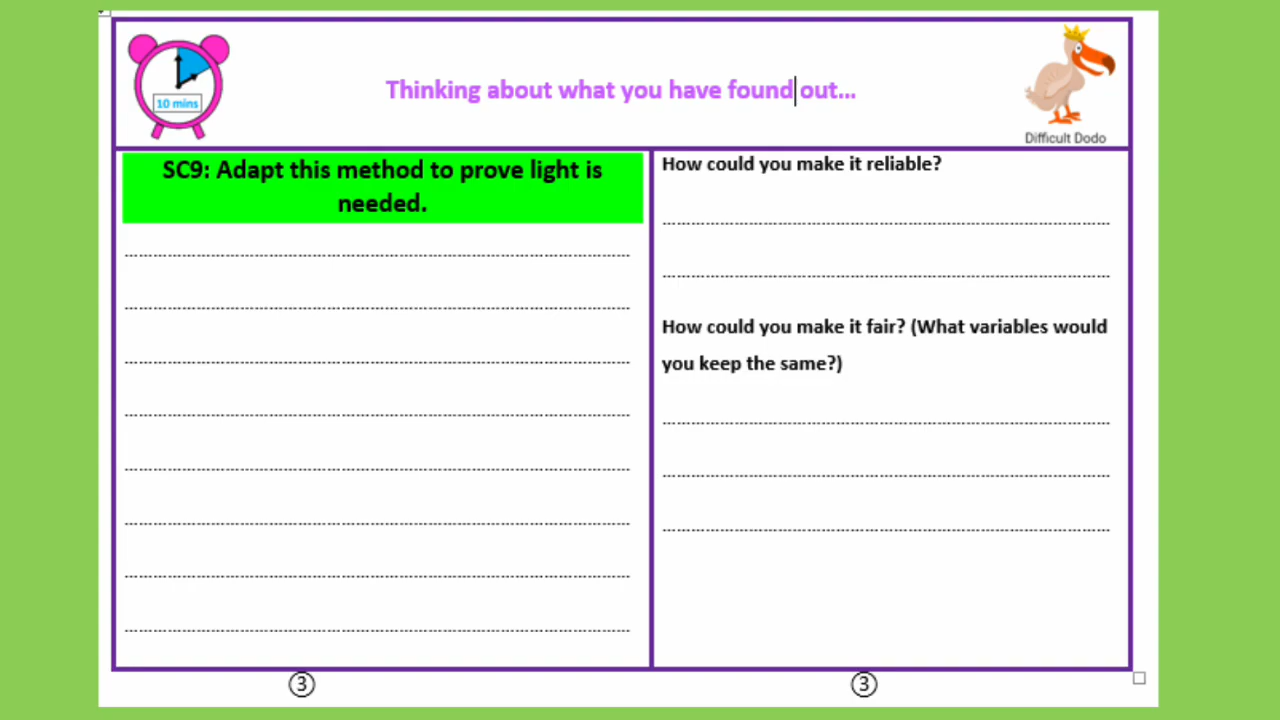 10 mins
Thinking about what you have found out...
Difficult Dodo
SC9: Adapt this method to prove light is
needed.
How could you make it reliable?
How could you make it fair? (What variables would
you keep the same?)
3
3